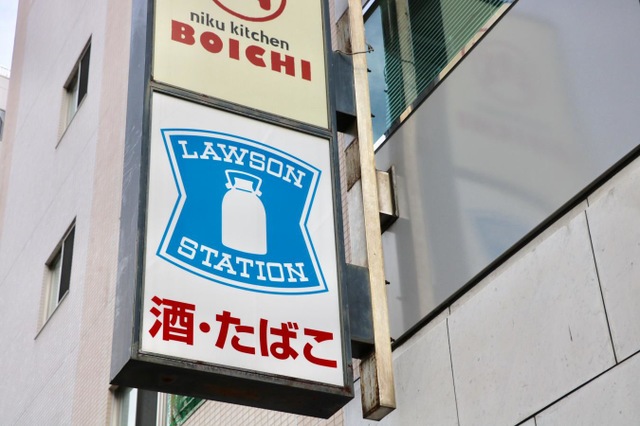 niku kitchen
BOICHI
LAWSON
STATION
酒・たばこ